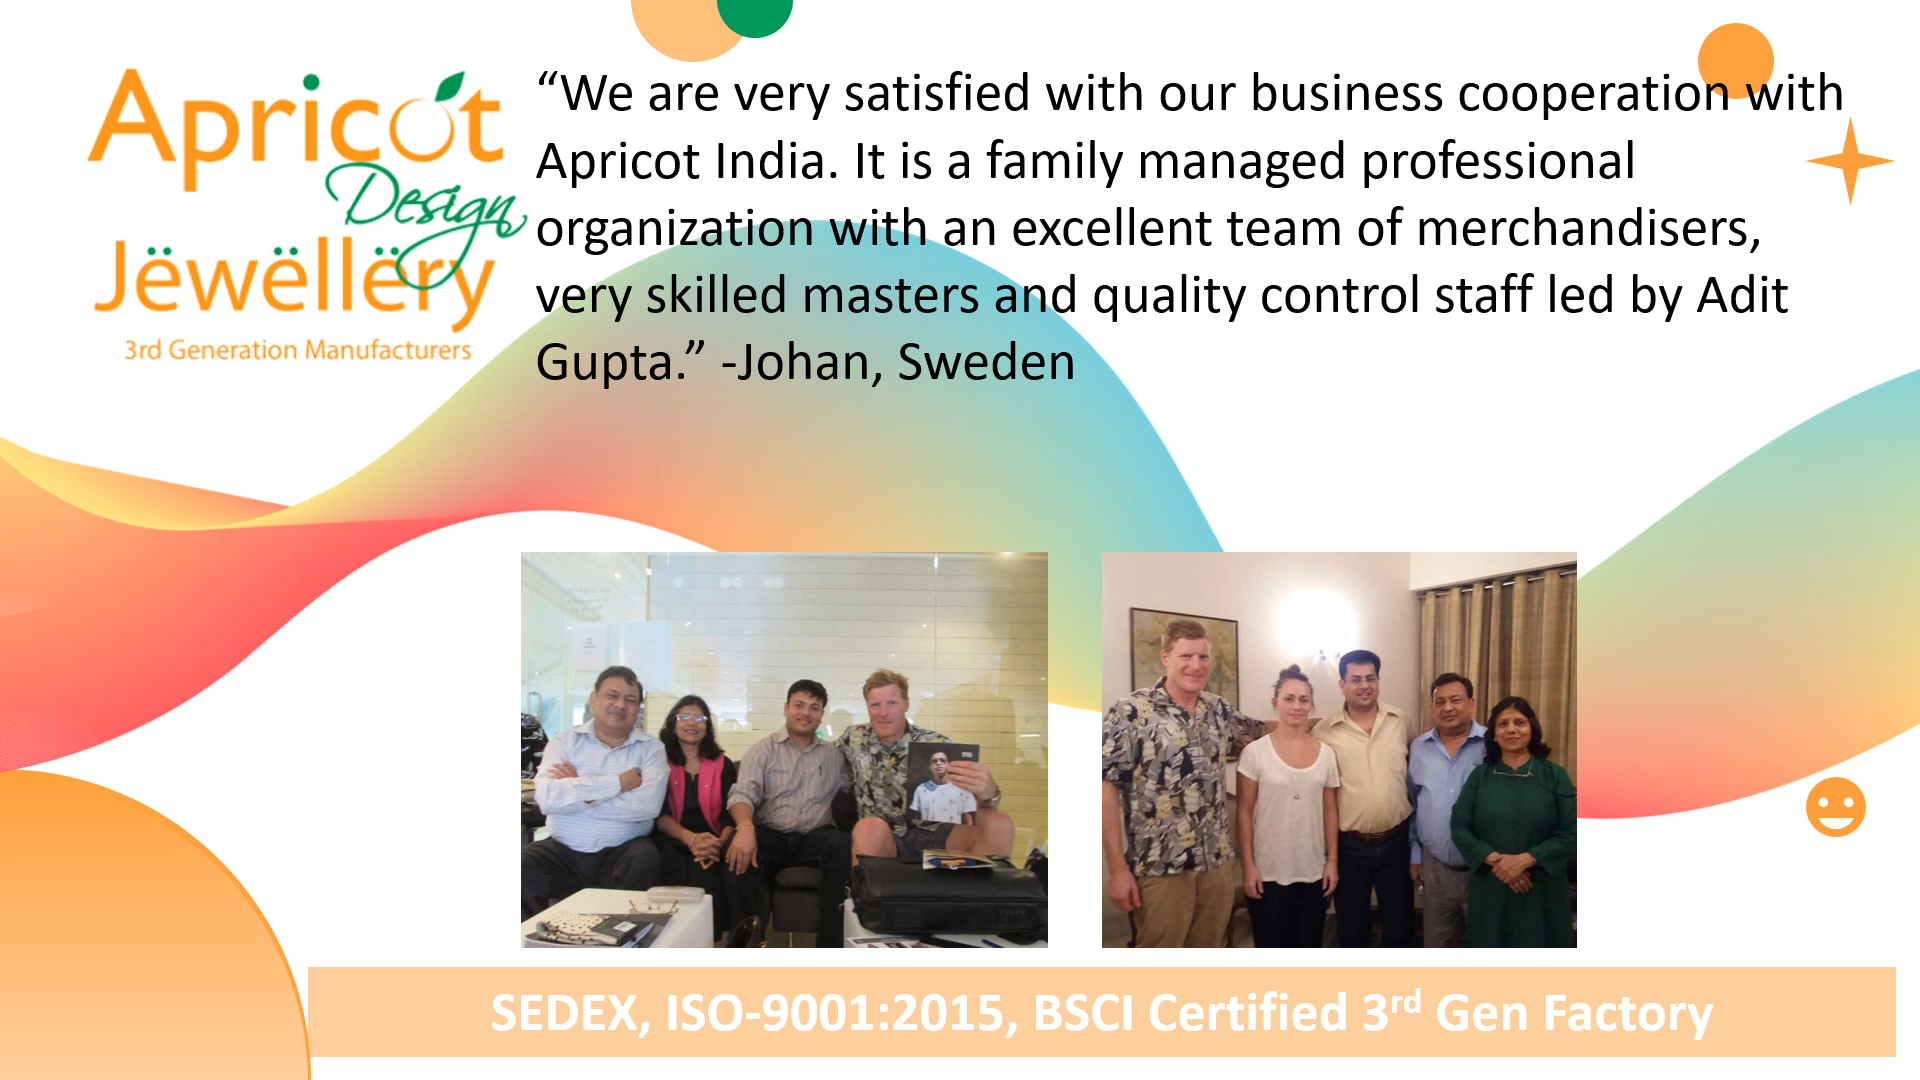 Apricot
Design
Jëwëllëry
3rd Generation Manufacturers
“We are very satisfied with our business cooperation with
Apricot India. It is a family managed professional
organization with an excellent team of merchandisers,
very skilled masters and quality control staff led by Adit
Gupta.” -Johan, Sweden
SEDEX, ISO-9001:2015, BSCI Certified 3rd Gen Factory